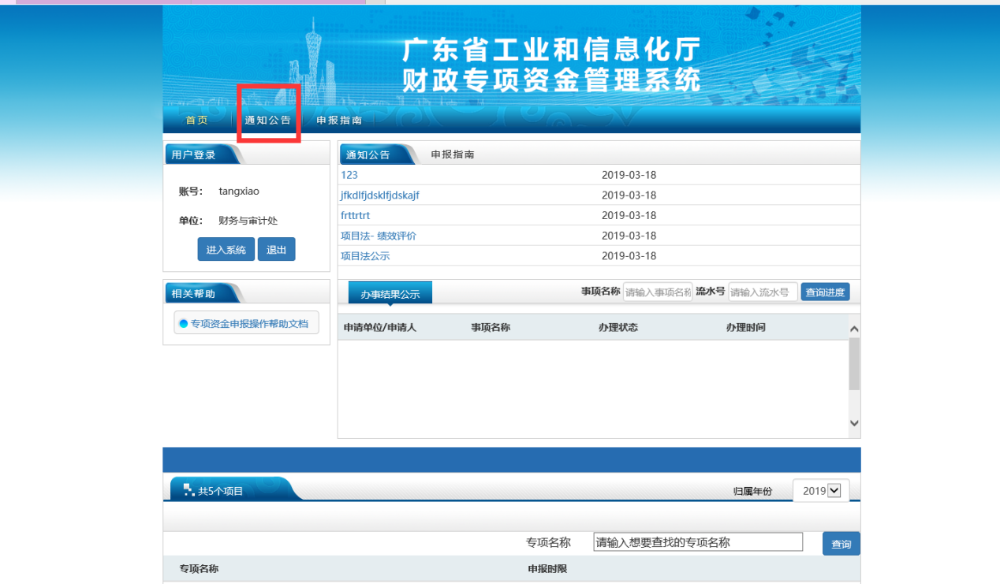 广东省工业和信息化厅
财政专项资金管理系统
首页 通知公告 申报指南
用户登录
账号： tangxiao
单位： 财务与审计处
进入系统 退出
相关帮助
专项资金申报操作帮助文档
通知公告 申报指南
123 2019-03-18
jfkdlfjdsklfjdskajf 2019-03-18
frttrtrt 2019-03-18
项目法- 绩效评价 2019-03-18
项目法公示 2019-03-18
办事结果公示 事项名称 请输入事项名称 流水号 请输入流水号 查询进度
申请单位/申请人 事项名称 办理状态 办理时间
共5个项目 归属年份 2019
专项名称 请输入想要查找的专项名称 查询
专项名称 申报时限